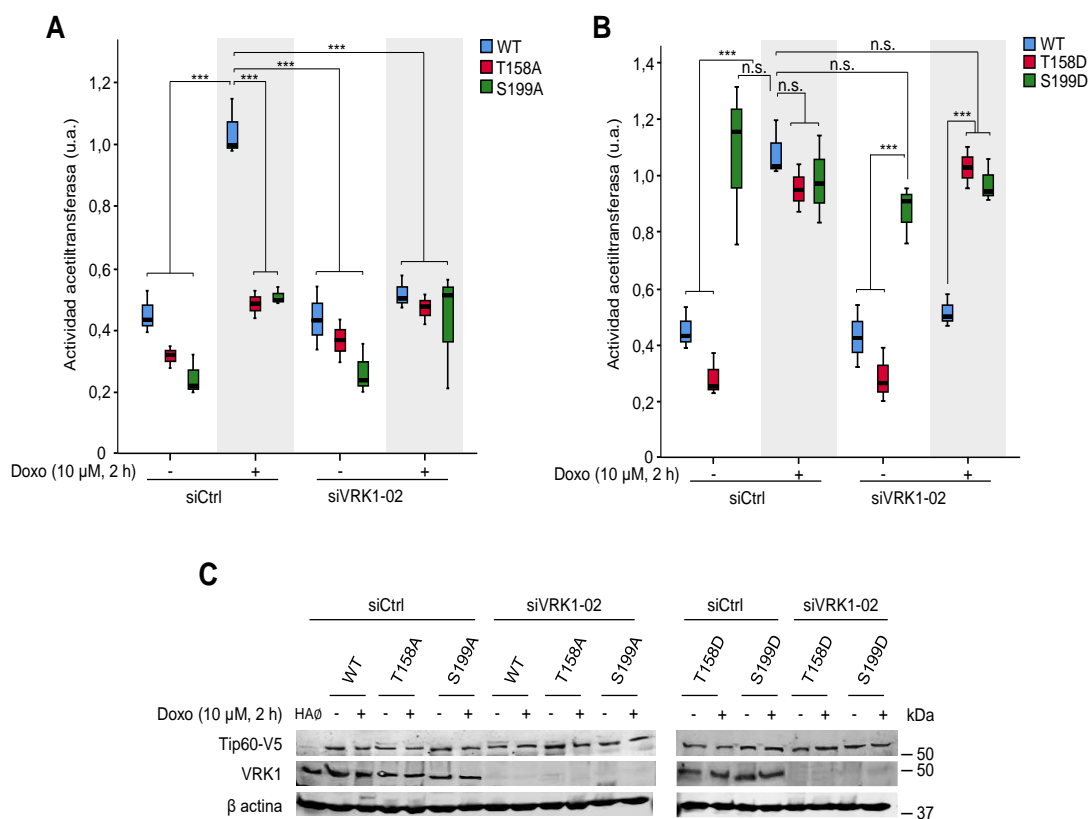 A
WT
T158A
S199A
Actividad acetiltransferasa (u.a.)
1,2
1,0
1,2
0,6
0,4
0,2
0
***
***
***
***
***
Doxo (10 µM, 2 h)
-
+
-
+
siCtrl
siVRK1-02
B
WT
T158D
S199D
Actividad acetiltransferasa (u.a.)
1,4
1,2
1,0
0,8
0,6
0,4
0,2
0
***
n.s.
n.s.
n.s.
n.s.
***
***
Doxo (10 µM, 2 h)
-
+
-
+
siCtrl
siVRK1-02
C
siCtrl
siVRK1-02
siCtrl
siVRK1-02
WT
T158A
S199A
WT
T158A
S199A
T158D
S199D
T158D
S199D
Doxo (10 µM, 2 h) HAø - + - + - + - + - + - + - + - + - + - + kDa
Tip60-V5
50
VRK1
50
β actina
37